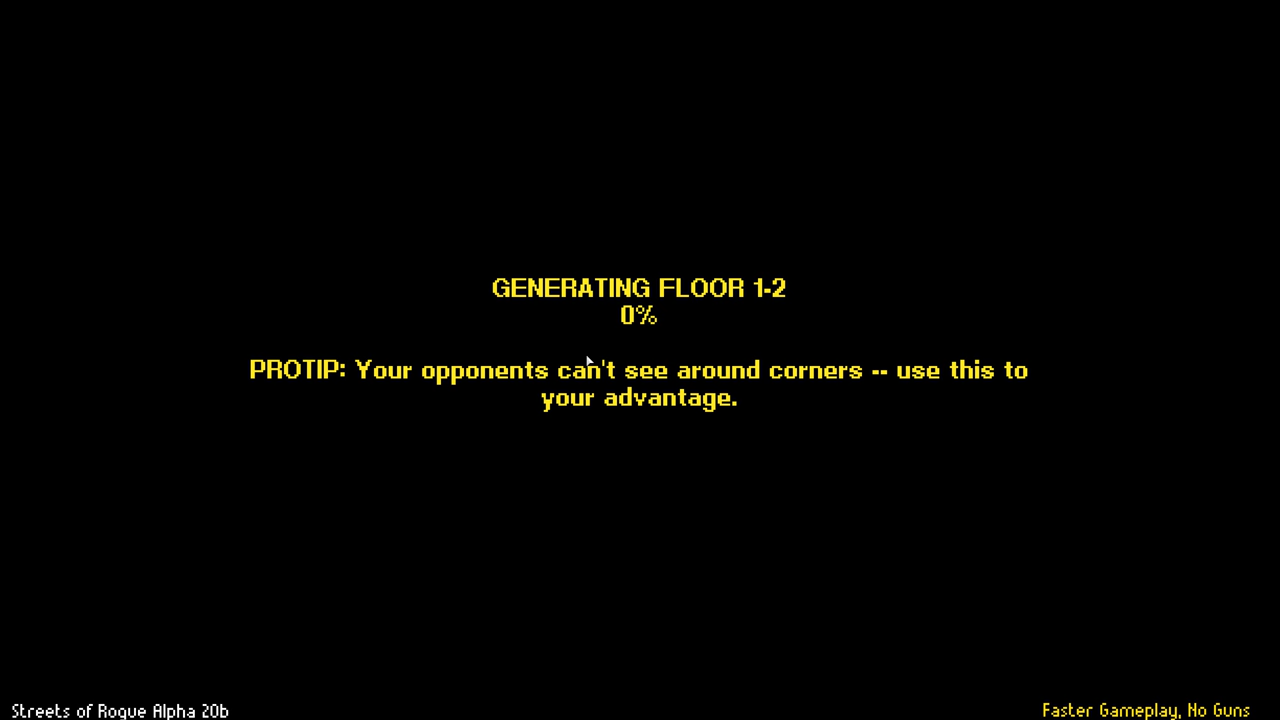 GENERATING FLOOR 1-2
0%
PROTIP: Your opponents can't see around corners -- use this to
your advantage.
Streets of Rogue Alpha 20b
Faster Gameplay, No Guns